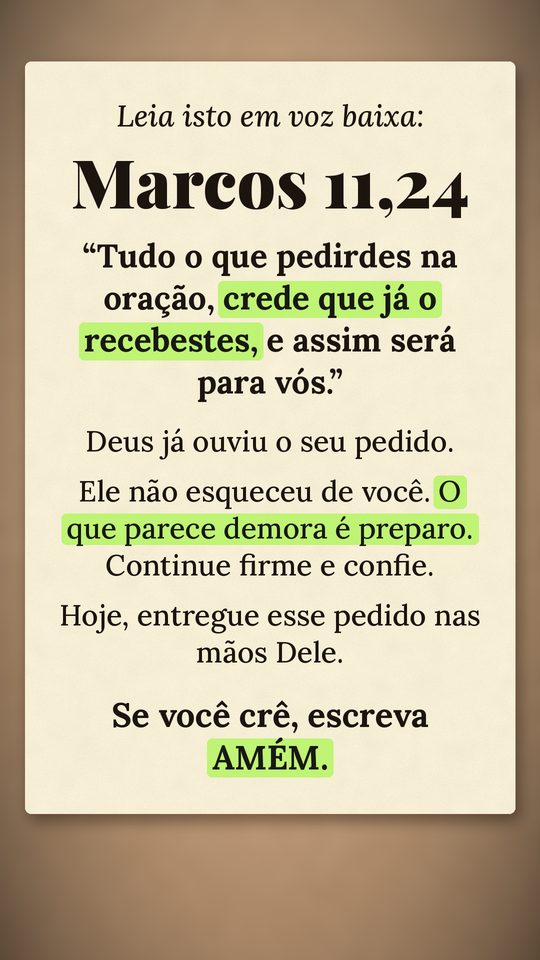 Leia isto em voz baixa:
Marcos 11,24
“Tudo o que pedirdes na
oração, crede que já o
recebestes, e assim será
para vós.”
Deus já ouviu o seu pedido.
Ele não esqueceu de você. O
que parece demora é preparo.
Continue firme e confie.
Hoje, entregue esse pedido nas
mãos Dele.
Se você crê, escreva
AMÉM.